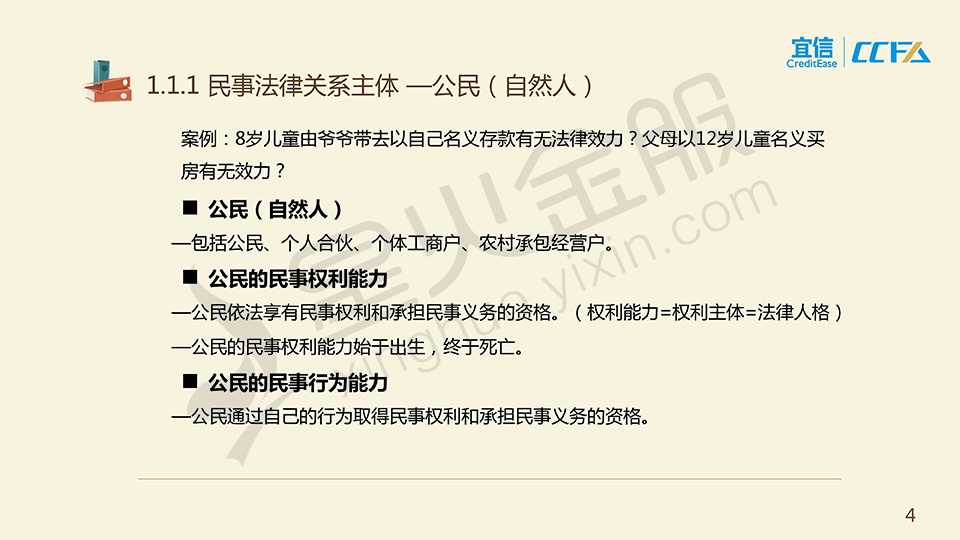 宜信
CreditEase
CCFA
1.1.1 民事法律关系主体 —公民（自然人）
案例：8岁儿童由爷爷带去以自己名义存款有无法律效力？父母以12岁儿童名义买
房有无效力？
■ 公民（自然人）
—包括公民、个人合伙、个体工商户、农村承包经营户。
■ 公民的民事权利能力
—公民依法享有民事权利和承担民事义务的资格。（权利能力=权利主体=法律人格）
—公民的民事权利能力始于出生，终于死亡。
■ 公民的民事行为能力
—公民通过自己的行为取得民事权利和承担民事义务的资格。
星火金服
xinghuo.yixin.com
4